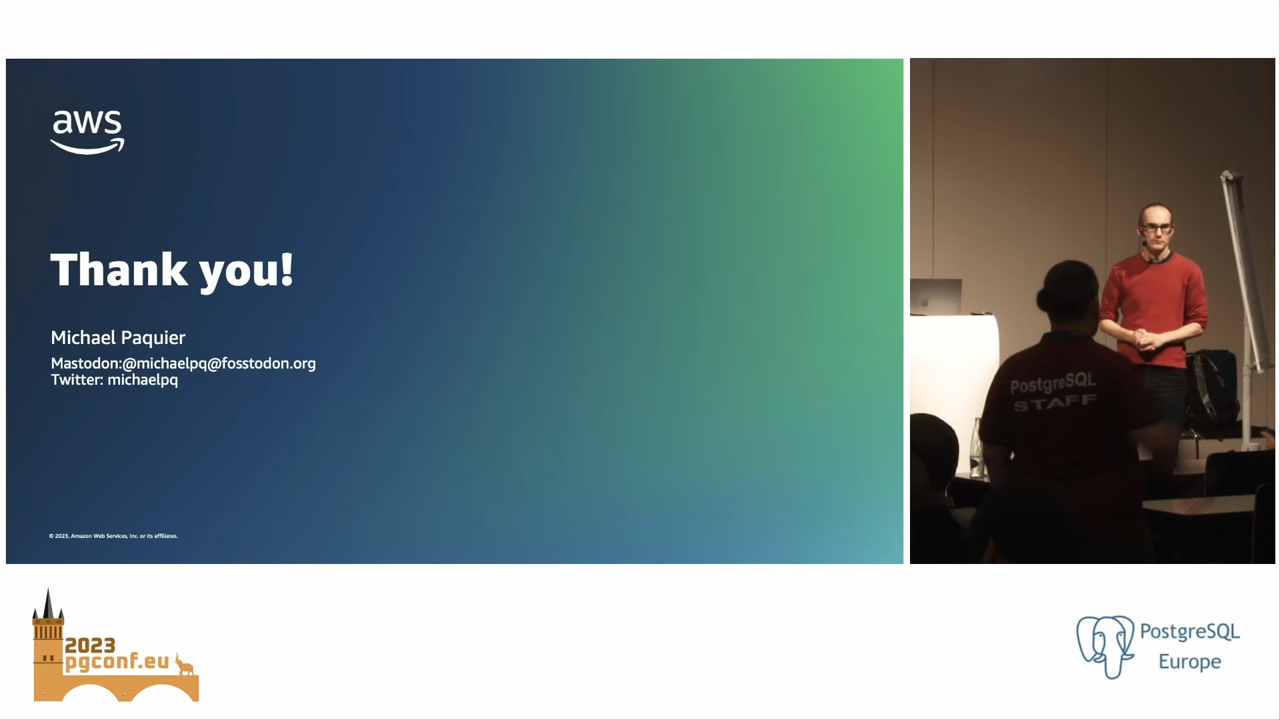 aws
Thank you!
Michael Paquier
Mastodon:@michaelpq@fosstodon.org
Twitter: michaelpq
© 2023, Amazon Web Services, Inc. or its affiliates.
PostgreSQL
STAFF
2023
pgconf.eu
PostgreSQL
Europe